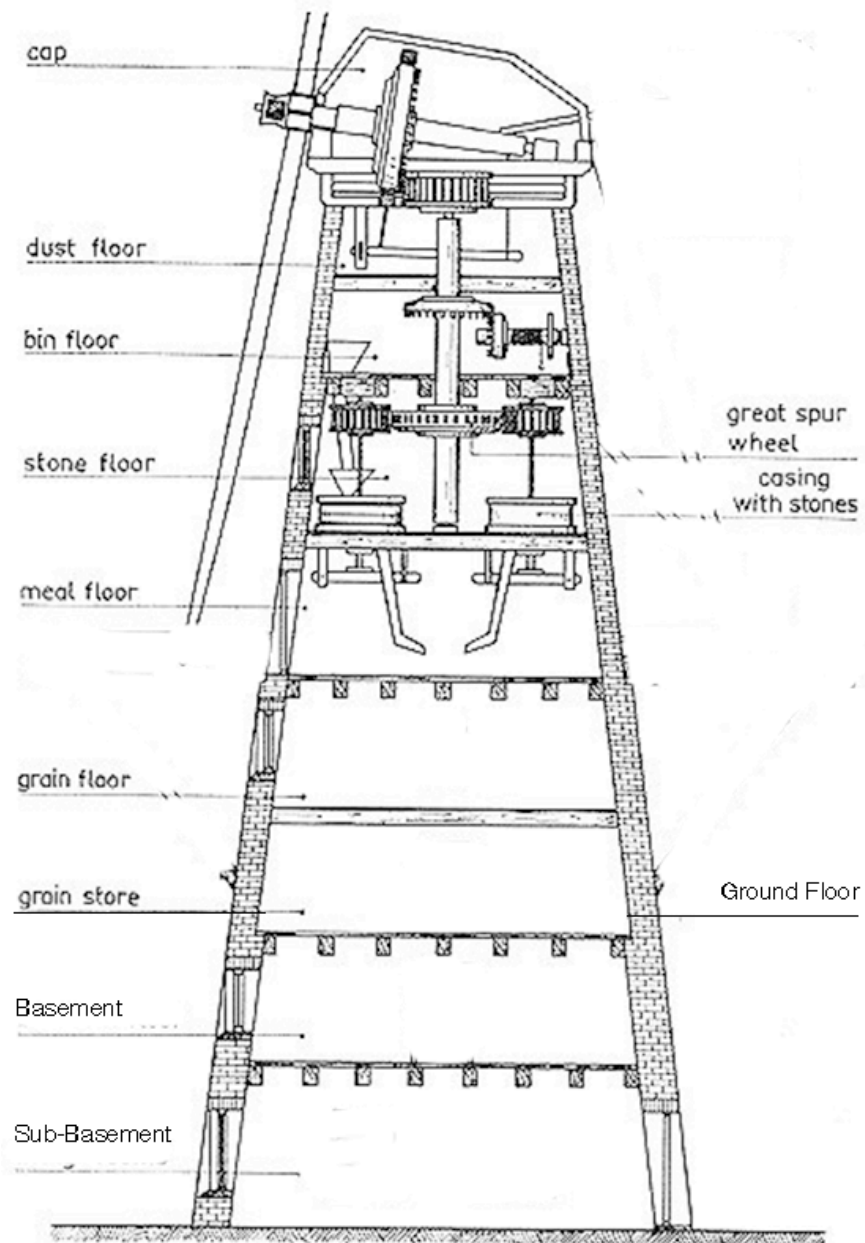 cap
dust floor
bin floor
great spur
wheel
stone floor
casing
with stones
meal floor
grain floor
grain store
Ground Floor
Basement
Sub-Basement